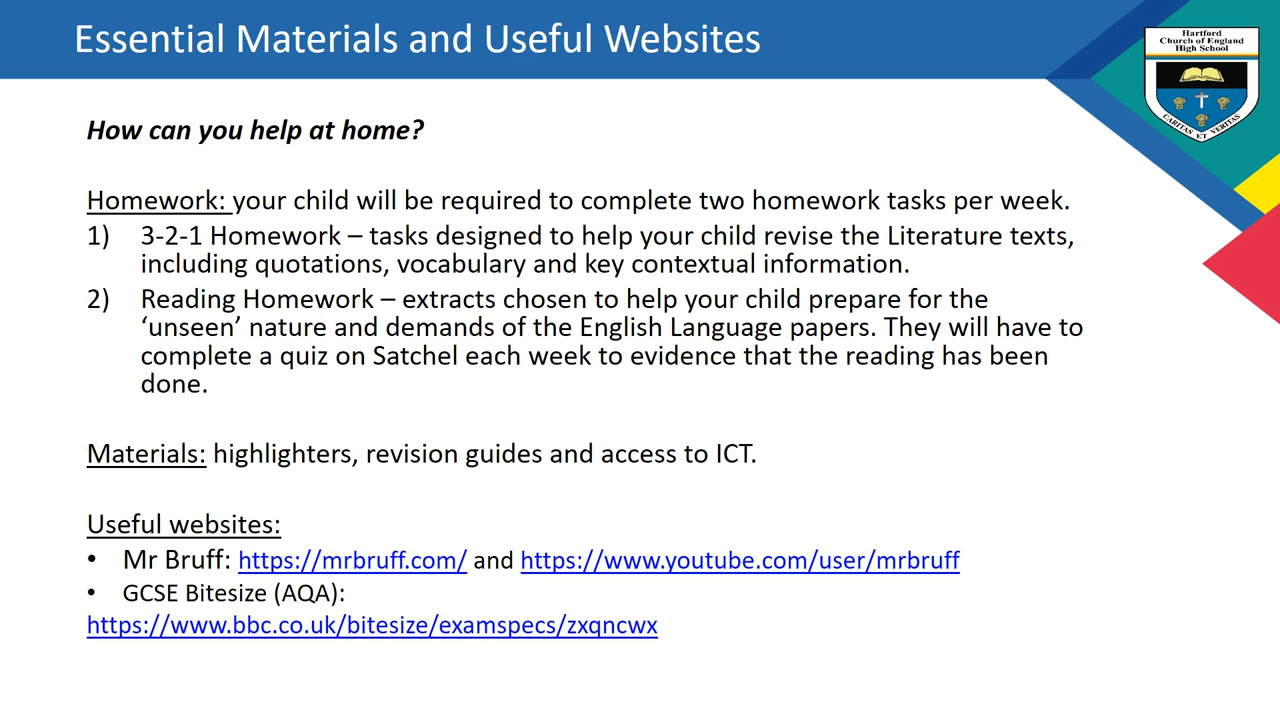 Essential Materials and Useful Websites
Hartford
Church of England
High School
CARITAS ET VERITAS
How can you help at home?
Homework: your child will be required to complete two homework tasks per week.
1) 3-2-1 Homework – tasks designed to help your child revise the Literature texts,
including quotations, vocabulary and key contextual information.
2) Reading Homework – extracts chosen to help your child prepare for the
‘unseen’ nature and demands of the English Language papers. They will have to
complete a quiz on Satchel each week to evidence that the reading has been
done.
Materials: highlighters, revision guides and access to ICT.
Useful websites:
• Mr Bruff: https://mrbruff.com/ and https://www.youtube.com/user/mrbruff
• GCSE Bitesize (AQA):
https://www.bbc.co.uk/bitesize/examspecs/zxqncwx